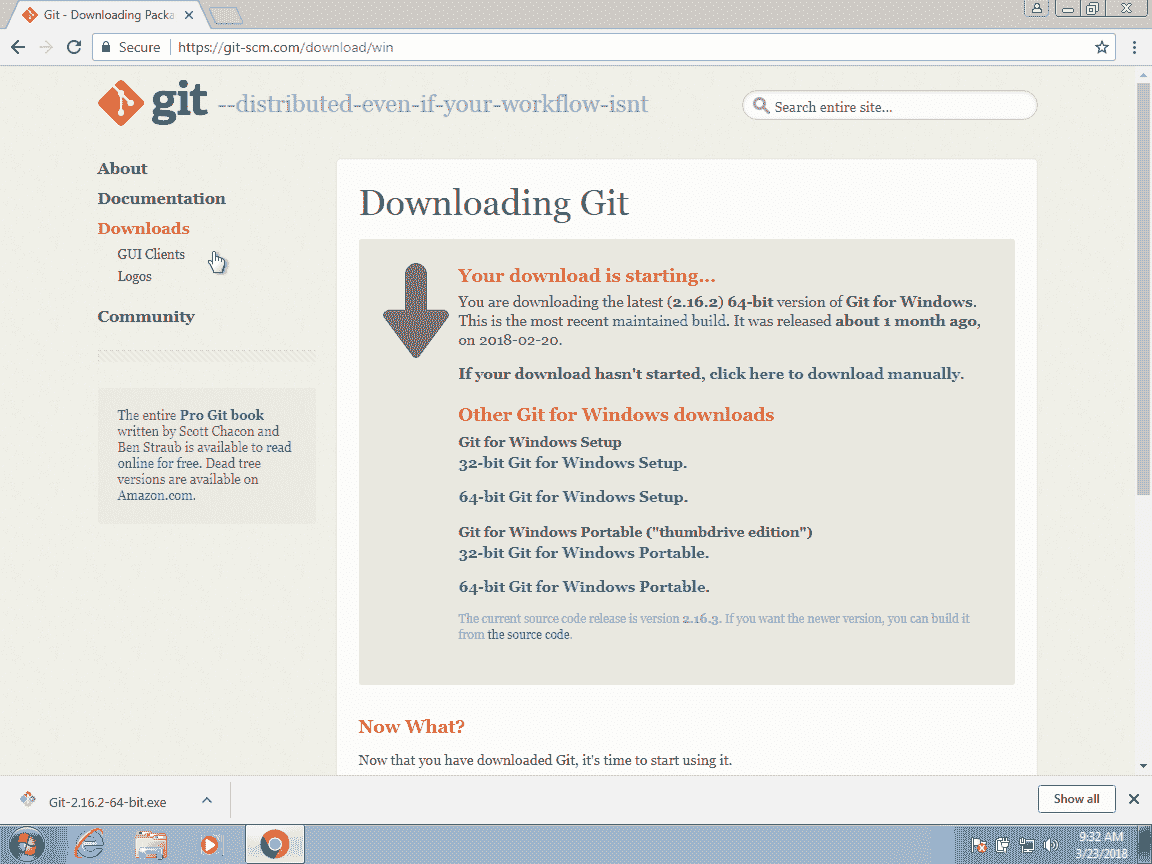 Git - Downloading Packa
Secure
https://git-scm.com/download/win
git --distributed-even-if-your-workflow-isnt
Search entire site...
About
Documentation
Downloads
GUI Clients
Logos
Community
The entire Pro Git book
written by Scott Chacon and
Ben Straub is available to read
online for free. Dead tree
versions are available on
Amazon.com.
Downloading Git
Your download is starting...
You are downloading the latest (2.16.2) 64-bit version of Git for Windows.
This is the most recent maintained build. It was released about 1 month ago,
on 2018-02-20.
If your download hasn't started, click here to download manually.
Other Git for Windows downloads
Git for Windows Setup
32-bit Git for Windows Setup.
64-bit Git for Windows Setup.
Git for Windows Portable ("thumbdrive edition")
32-bit Git for Windows Portable.
64-bit Git for Windows Portable.
The current source code release is version 2.16.3. If you want the newer version, you can build it
from the source code.
Now What?
Now that you have downloaded Git, it's time to start using it.
Git-2.16.2-64-bit.exe
Show all
9:32 AM
3/23/2018